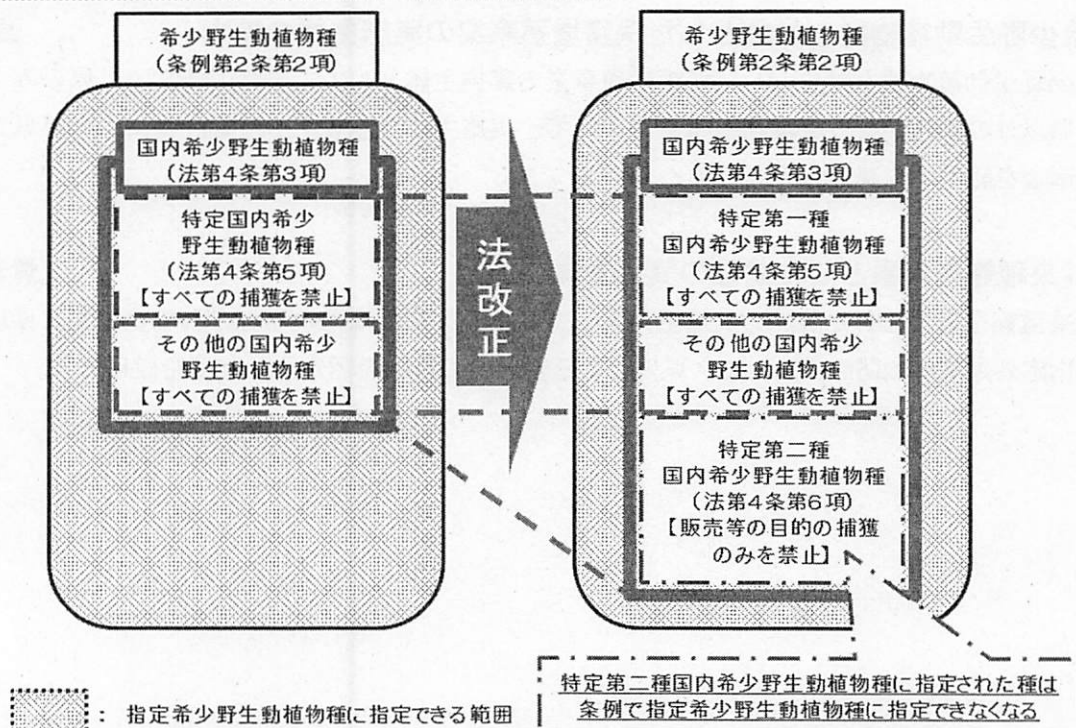 希少野生動植物種
(条例第2条第2項)
国内希少野生動植物種
(法第4条第3項)
特定国内希少
野生動植物種
(法第4条第5項)
【すべての捕獲を禁止】
その他の国内希少
野生動植物種
【すべての捕獲を禁止】
法改正
希少野生動植物種
(条例第2条第2項)
国内希少野生動植物種
(法第4条第3項)
特定第一種
国内希少野生動植物種
(法第4条第5項)
【すべての捕獲を禁止】
その他の国内希少
野生動植物種
【すべての捕獲を禁止】
特定第二種
国内希少野生動植物種
(法第4条第6項)
【販売等の目的の捕獲
のみを禁止】
特定第二種国内希少野生動植物種に指定された種は
条例で指定希少野生動植物種に指定できなくなる
：指定希少野生動植物種に指定できる範囲